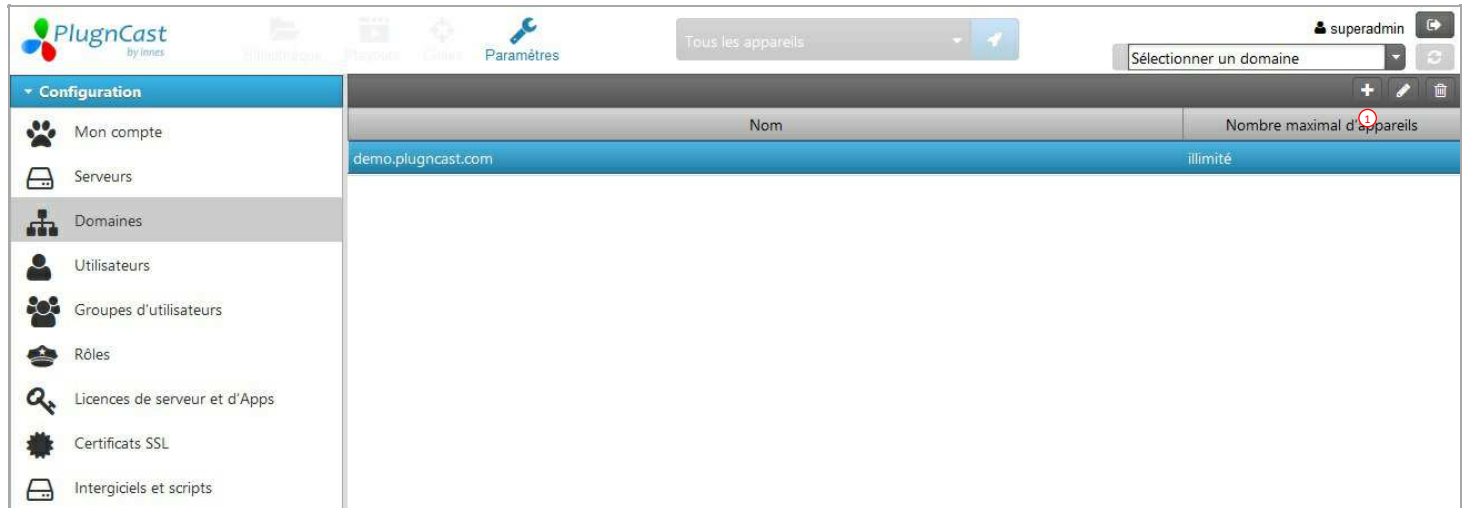 PlugnCast
by innes
Bibliothèque
Paramètres
Tous les appareils
superadmin
Sélectionner un domaine
Configuration
Mon compte
Serveurs
Domaines
Utilisateurs
Groupes d'utilisateurs
Rôles
Licences de serveur et d'Apps
Certificats SSL
Intergiciels et scripts
Nom
Nombre maximal d'appareils
1
demo.plugncast.com
illimité